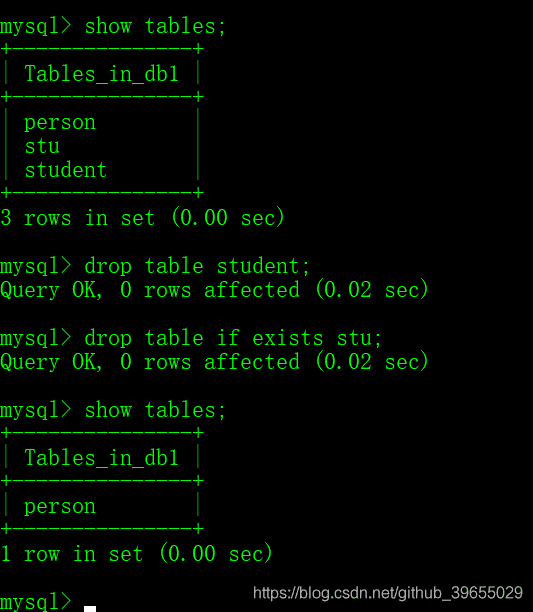 mysql> show tables;
+---------------+
| Tables_in_db1 |
+---------------+
| person        |
| stu           |
| student       |
+---------------+
3 rows in set (0.00 sec)
mysql> drop table student;
Query OK, 0 rows affected (0.02 sec)
mysql> drop table if exists stu;
Query OK, 0 rows affected (0.02 sec)
mysql> show tables;
+---------------+
| Tables_in_db1 |
+---------------+
| person        |
+---------------+
1 row in set (0.00 sec)
mysql>
https://blog.csdn.net/github_39655029